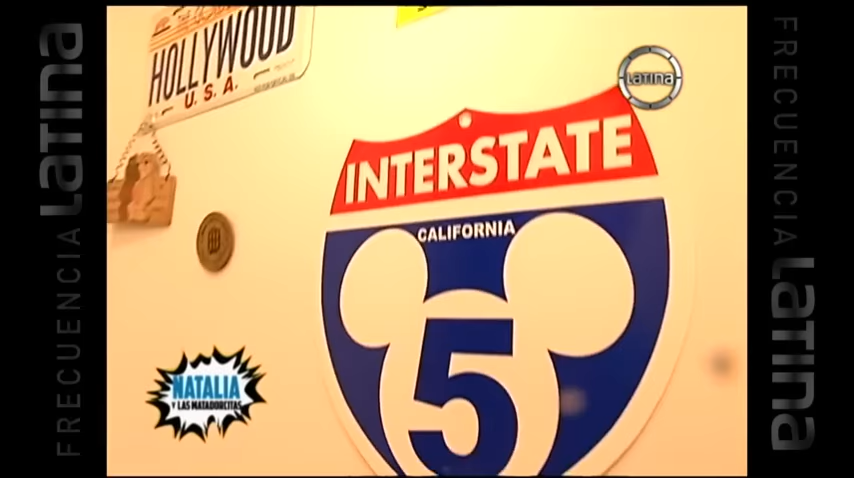 HOLLYWOOD
U.S.A.
Latina
INTERSTATE
CALIFORNIA
5
NATALIA
Y LAS MATADORCITAS
FRECUENCIA Latina
FRECUENCIA Latina